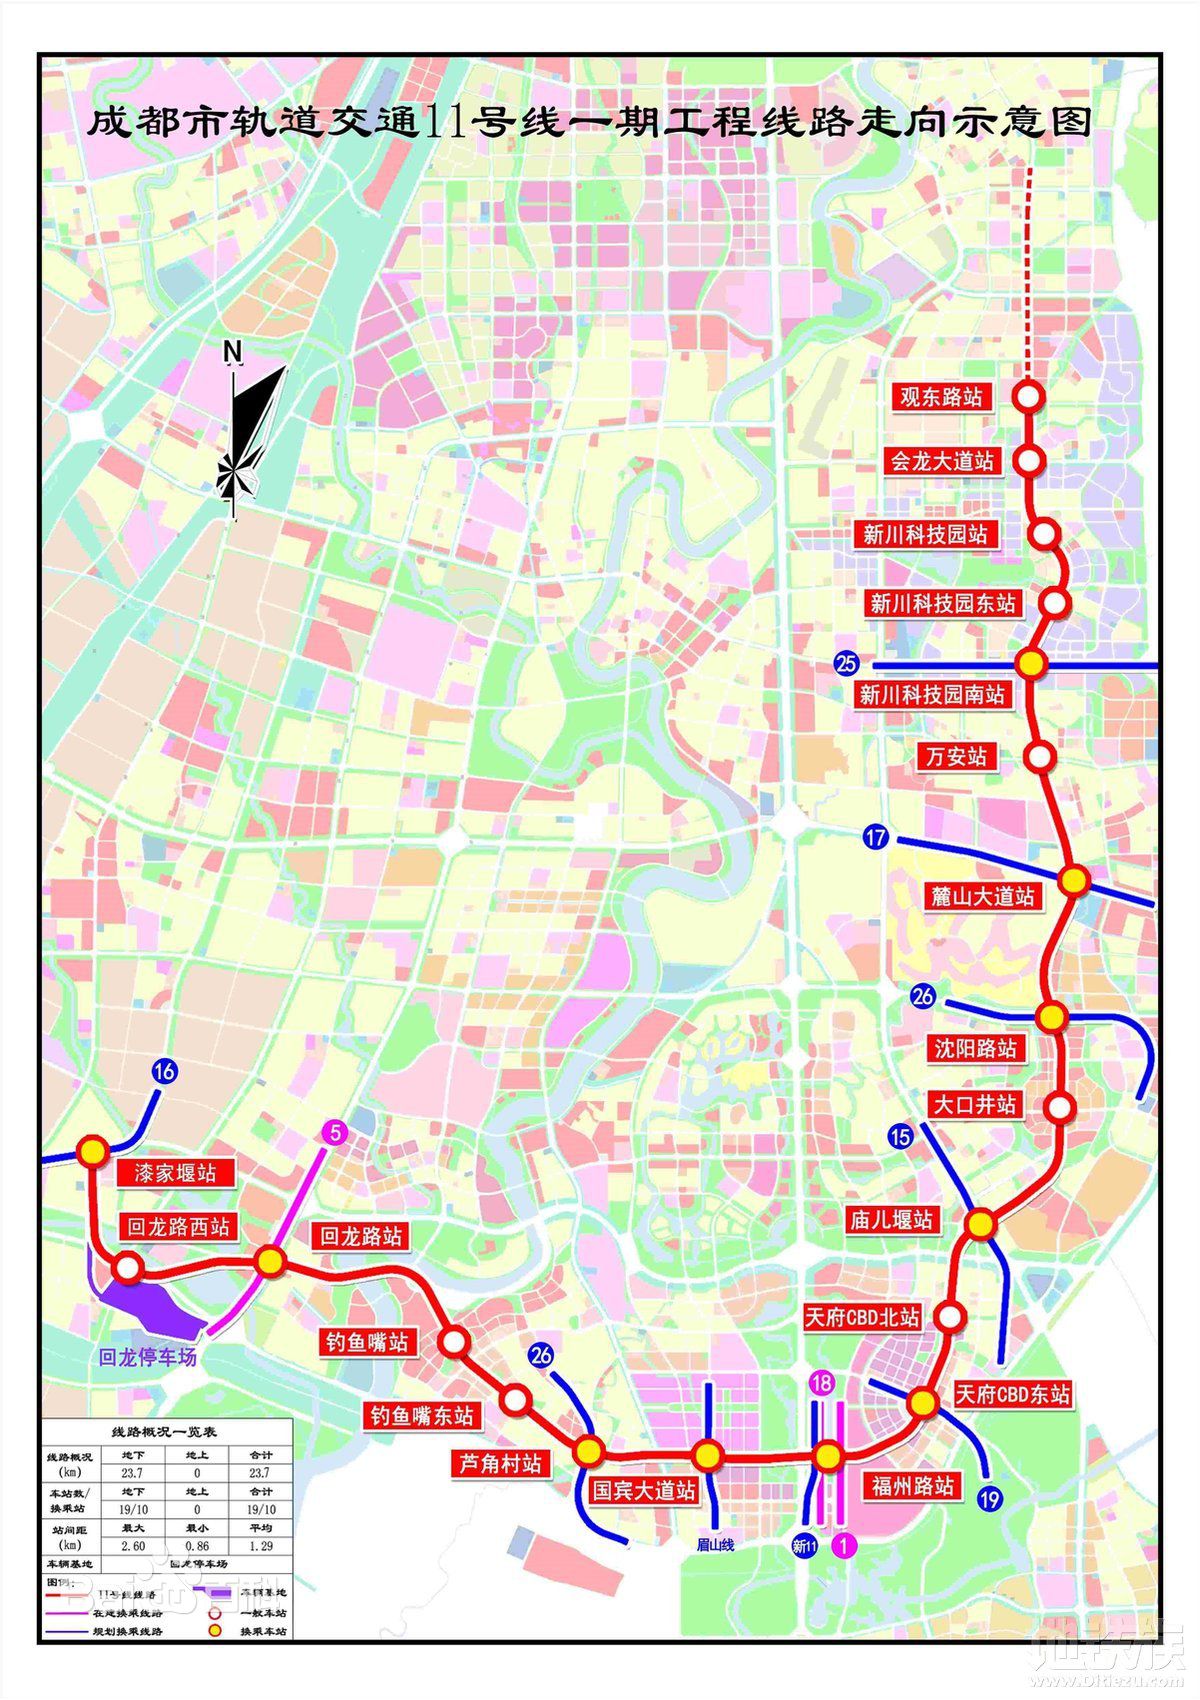 成都市轨道交通11号线一期工程线路走向示意图
N
观东路站
会龙大道站
新川科技园站
新川科技园东站
25
新川科技园南站
万安站
17
麓山大道站
26
沈阳路站
大口井站
15
庙儿堰站
16
漆家堰站
5
回龙路西站
回龙路站
回龙停车场
钓鱼嘴站
26
钓鱼嘴东站
芦角村站
国宾大道站
18
天府CBD北站
天府CBD东站
福州路站
19
眉山线
新11
1
线路概况一览表
线路概况(km) 地下 地上 合计
23.7 0 23.7
车站数/换乘站 地下 地上 合计
19/10 0 19/10
站间距(km) 最大 最小 平均
2.60 0.86 1.29
车辆基地 回龙停车场
图例:
11号线线路 车辆基地
在建换乘线路 一般车站
规划换乘线路 换乘车站
Bai 百科
地铁族
www.Ditiezu.com